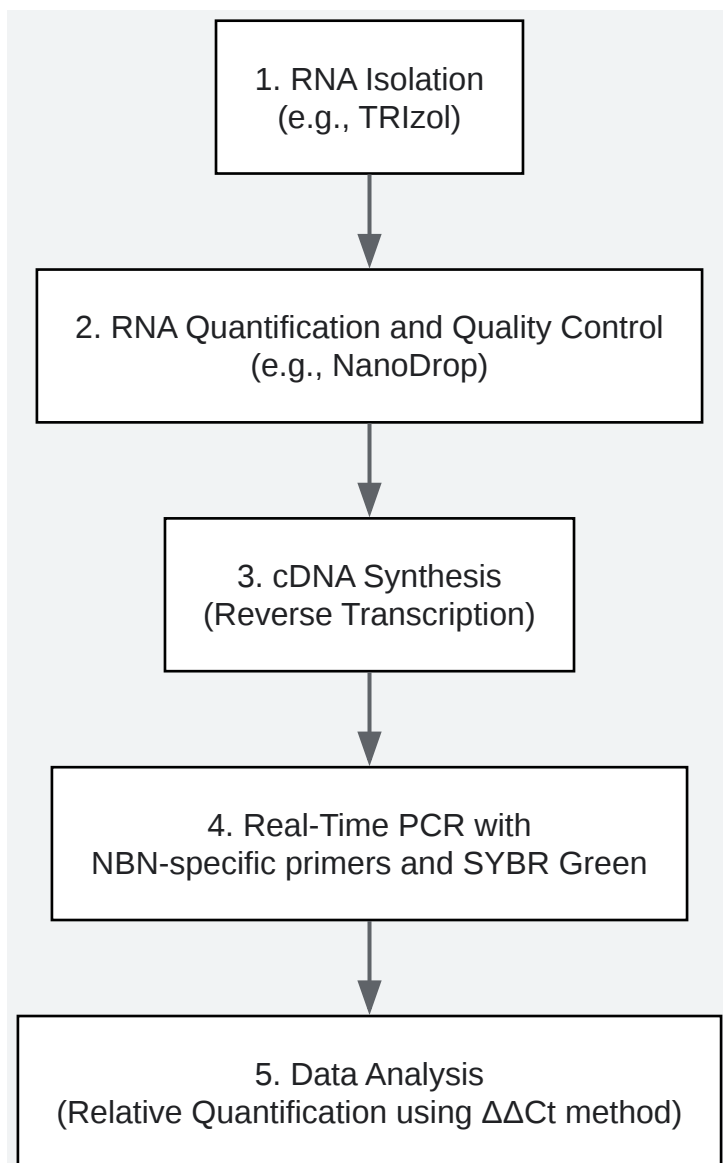 1. RNA Isolation
(e.g., TRIzol)
2. RNA Quantification and Quality Control
(e.g., NanoDrop)
3. cDNA Synthesis
(Reverse Transcription)
4. Real-Time PCR with
NBN-specific primers and SYBR Green
5. Data Analysis
(Relative Quantification using ΔΔCt method)